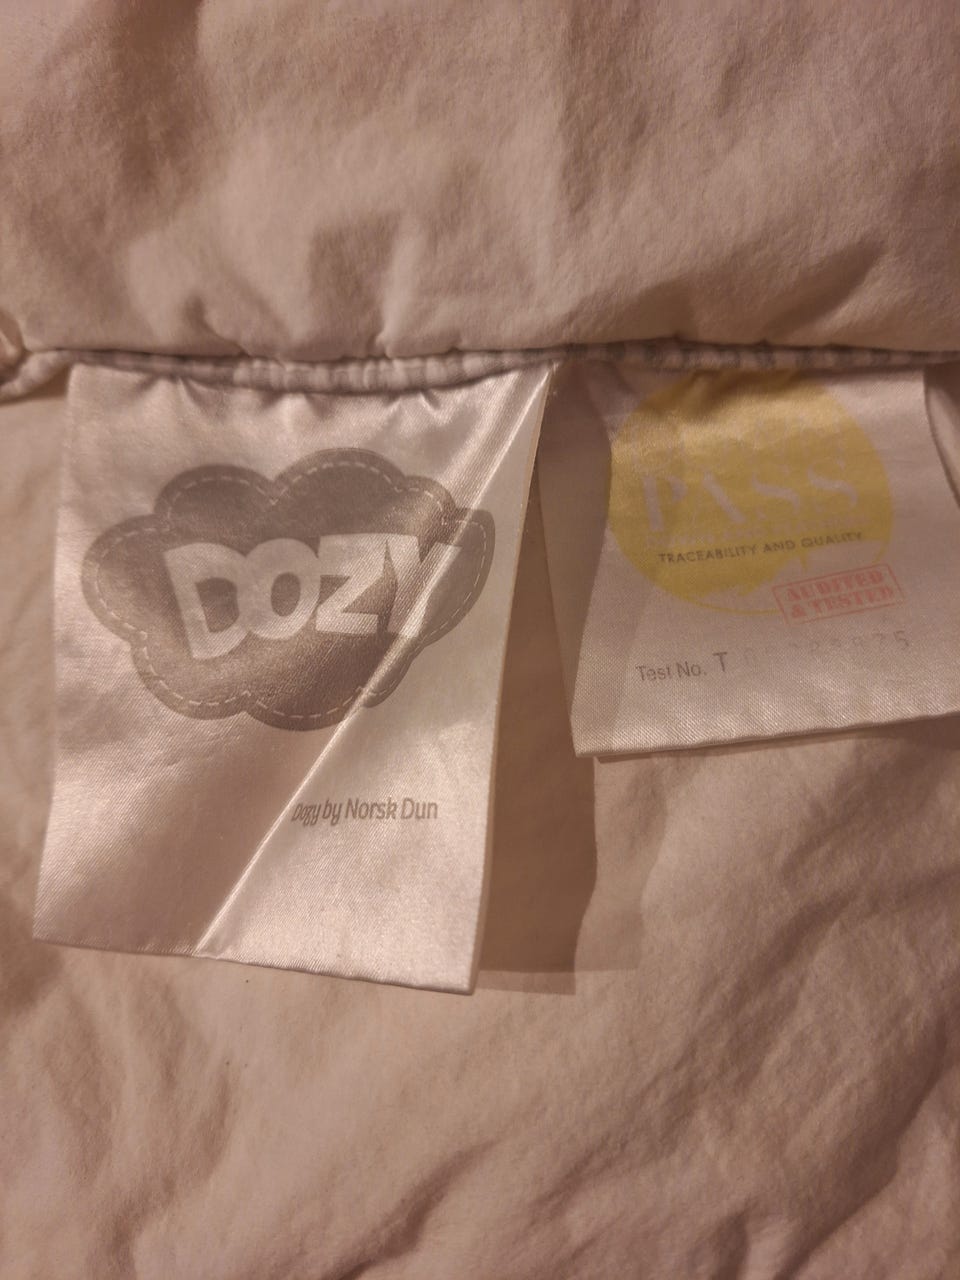 DOZY
Dozy by Norsk Dun
PASS
TRACEABILITY AND QUALITY
AUDITED
& TESTED
Test No. T